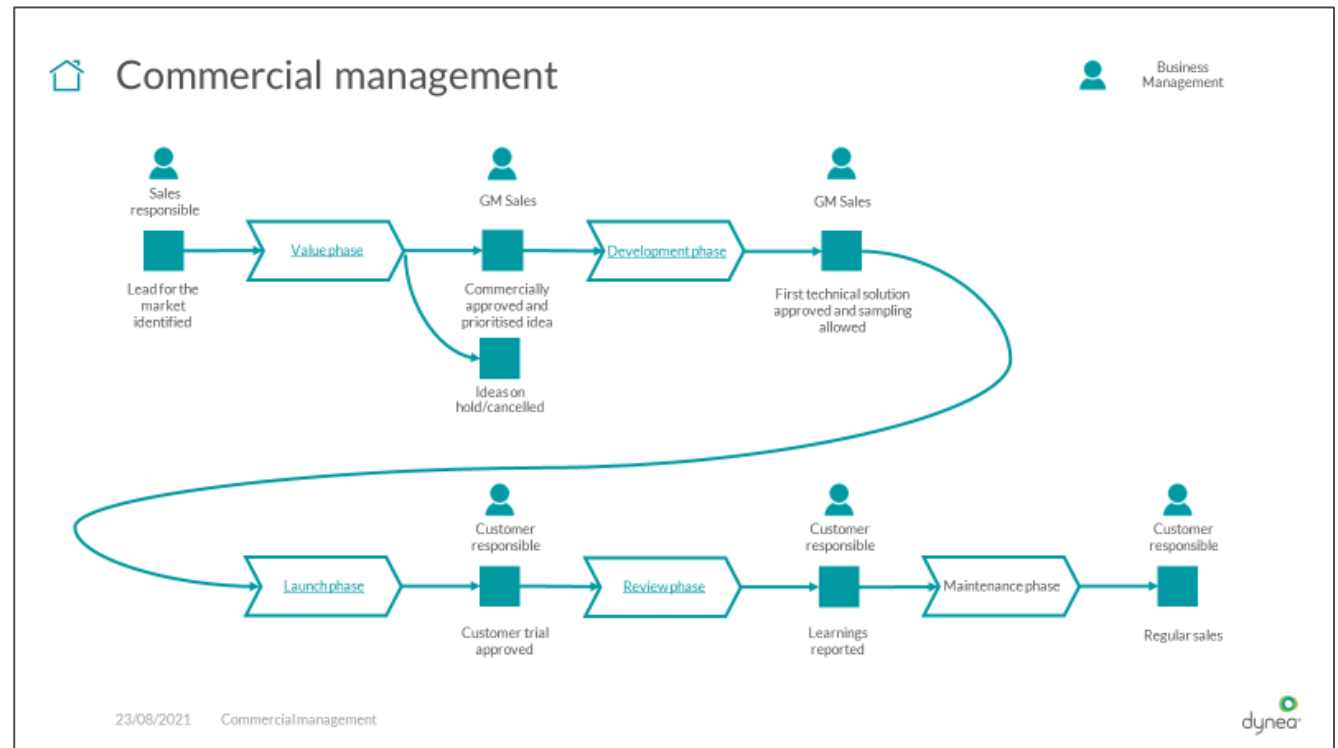 Commercial management
Business
Management
Sales
responsible
GM Sales
GM Sales
Value phase
Development phase
Lead for the
market
identified
Commercially
approved and
prioritised idea
First technical solution
approved and sampling
allowed
Ideas on
hold/cancelled
Customer
responsible
Customer
responsible
Customer
responsible
Launch phase
Review phase
Maintenance phase
Customer trial
approved
Learnings
reported
Regular sales
23/08/2021 Commercial management
dynea